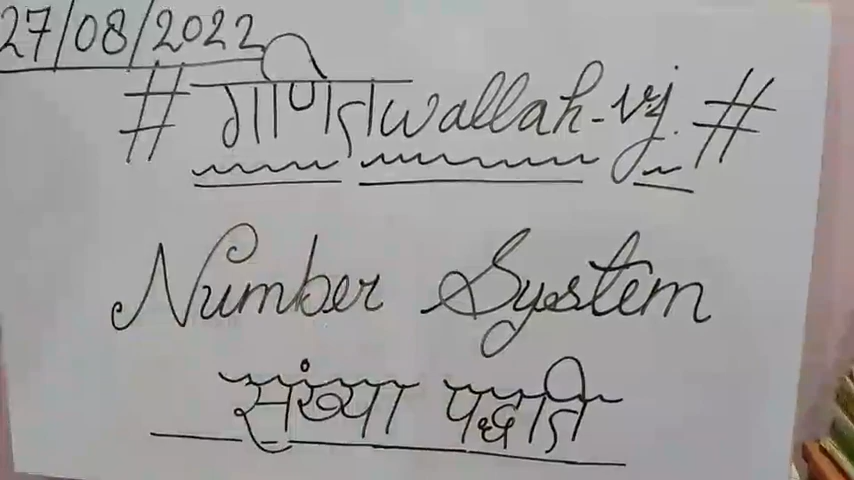 27/08/2022
# गणितwallah-vj. #
Number System
संख्या पद्धति